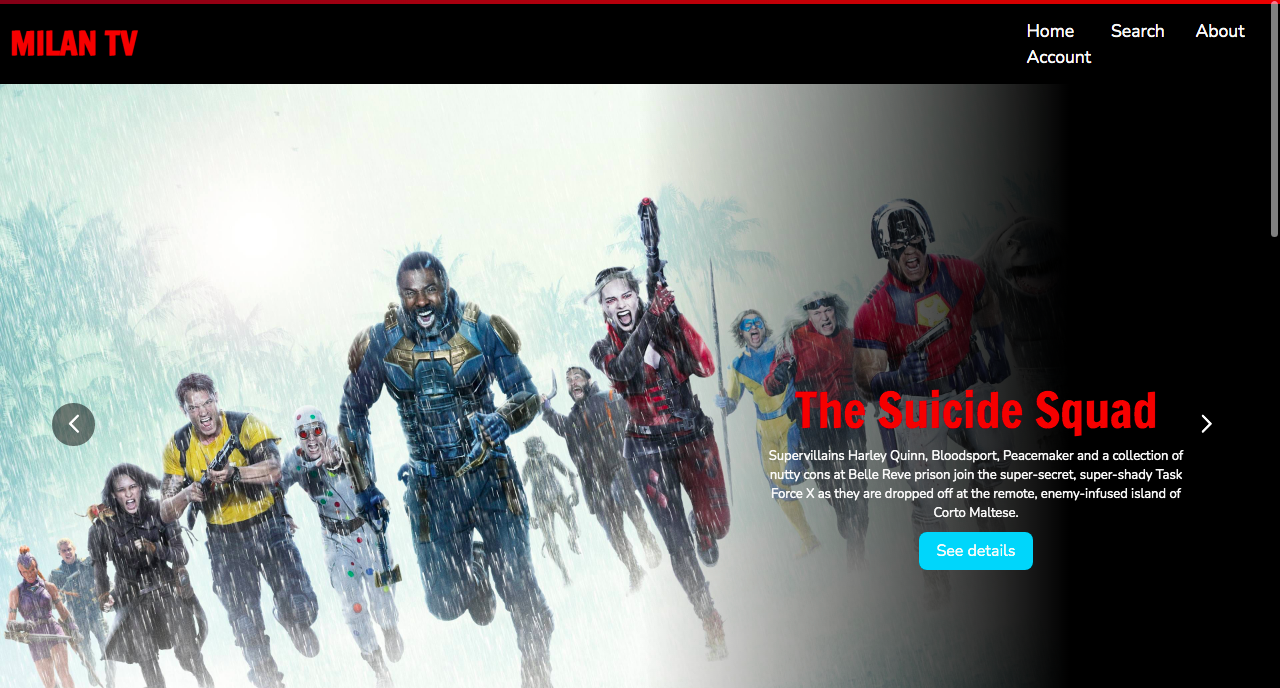 MILAN TV
Home Search About
Account
The Suicide Squad
Supervillains Harley Quinn, Bloodsport, Peacemaker and a collection of
nutty cons at Belle Reve prison join the super-secret, super-shady Task
Force X as they are dropped off at the remote, enemy-infused island of
Corto Maltese.
See details